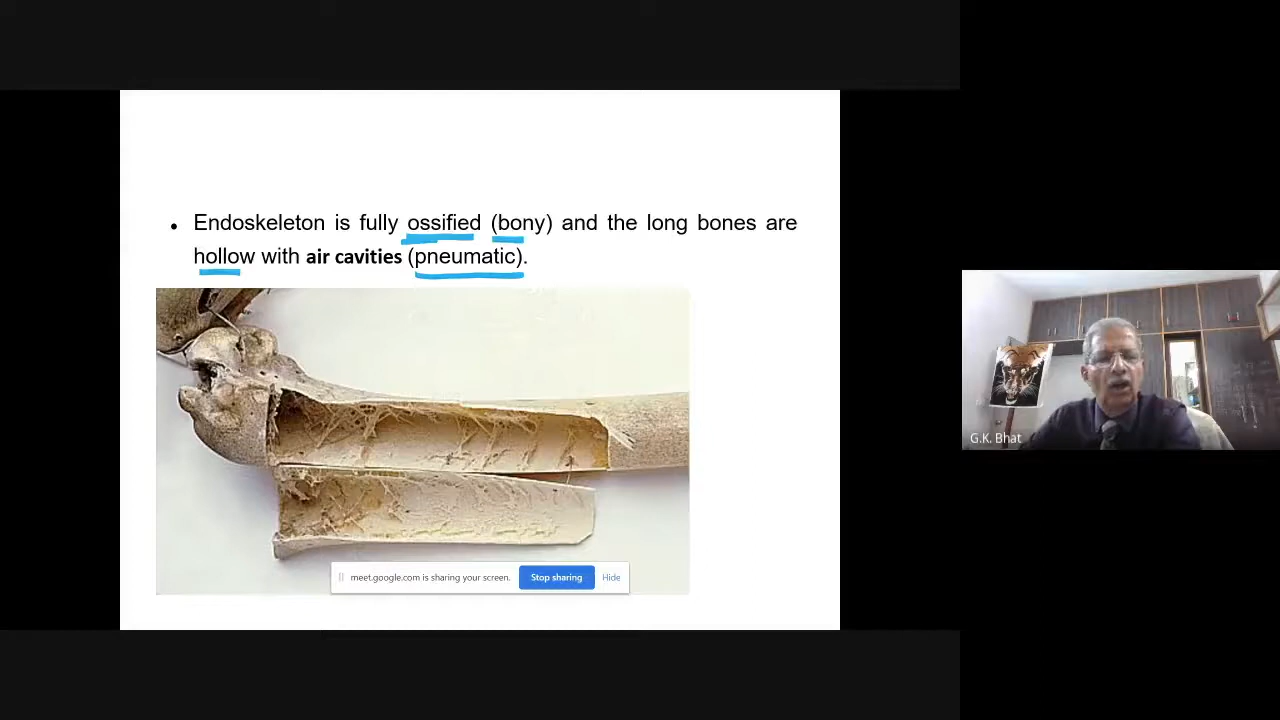 • Endoskeleton is fully ossified (bony) and the long bones are
hollow with air cavities (pneumatic).
meet.google.com is sharing your screen. Stop sharing Hide
G.K. Bhat